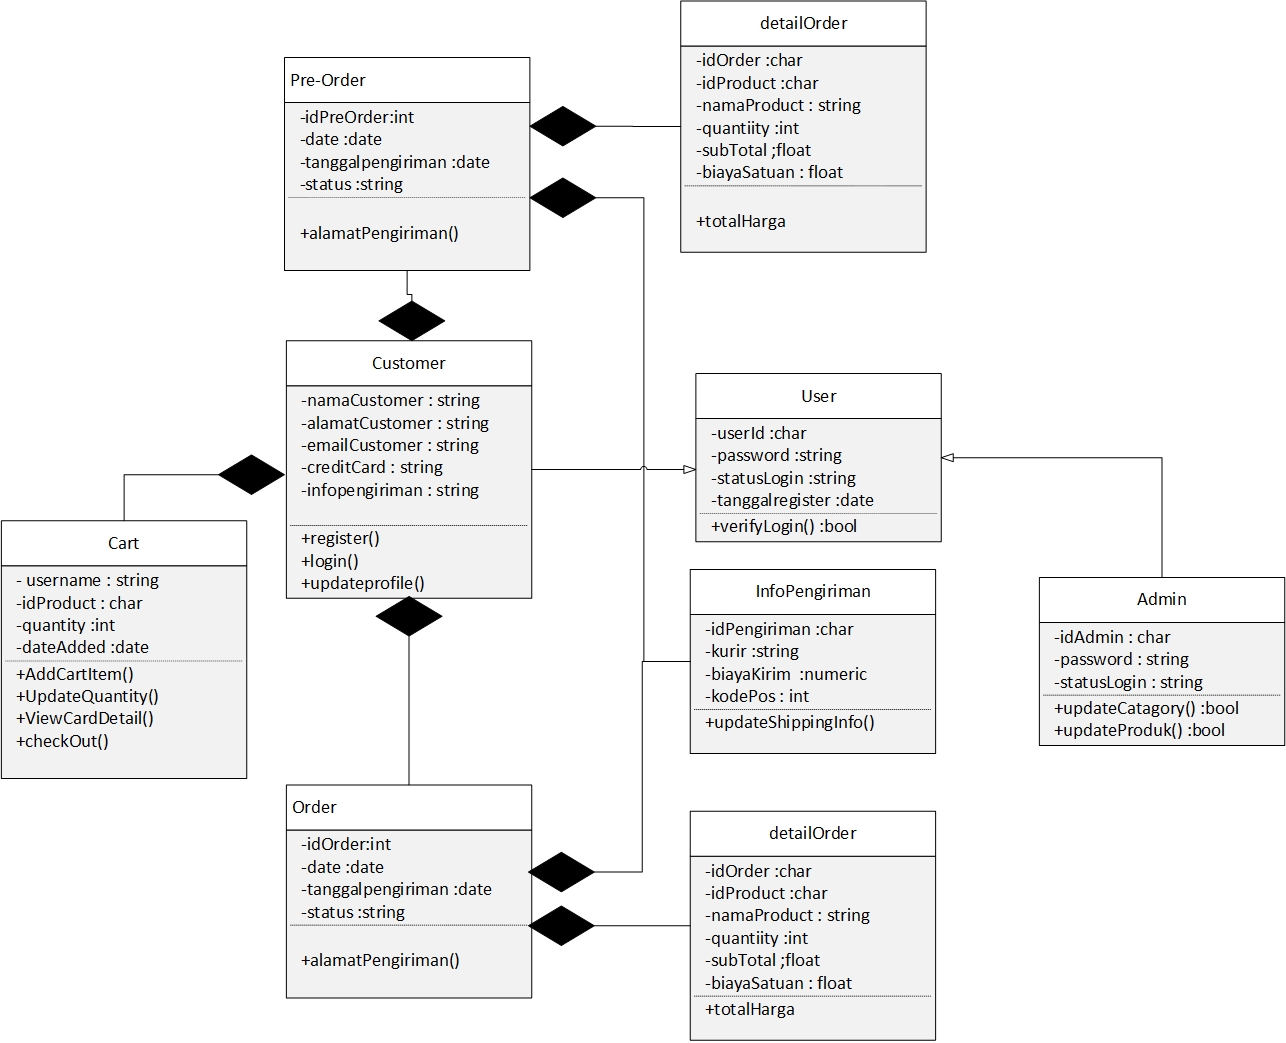 detailOrder
-idOrder :char
-idProduct :char
-namaProduct : string
-quantiity :int
-subTotal ;float
-biayaSatuan : float
+totalHarga
Pre-Order
-idPreOrder:int
-date :date
-tanggalpengiriman :date
-status :string
+alamatPengiriman()
Customer
-namaCustomer : string
-alamatCustomer : string
-emailCustomer : string
-creditCard : string
-infopengiriman : string
+register()
+login()
+updateprofile()
User
-userId :char
-password :string
-statusLogin :string
-tanggalregister :date
+verifyLogin() :bool
Cart
- username : string
-idProduct : char
-quantity :int
-dateAdded :date
+AddCartItem()
+UpdateQuantity()
+ViewCardDetail()
+checkOut()
InfoPengiriman
-idPengiriman :char
-kurir :string
-biayaKirim :numeric
-kodePos : int
+updateShippingInfo()
Admin
-idAdmin : char
-password : string
-statusLogin : string
+updateCatagory() :bool
+updateProduk() :bool
Order
-idOrder:int
-date :date
-tanggalpengiriman :date
-status :string
+alamatPengiriman()
detailOrder
-idOrder :char
-idProduct :char
-namaProduct : string
-quantiity :int
-subTotal ;float
-biayaSatuan : float
+totalHarga